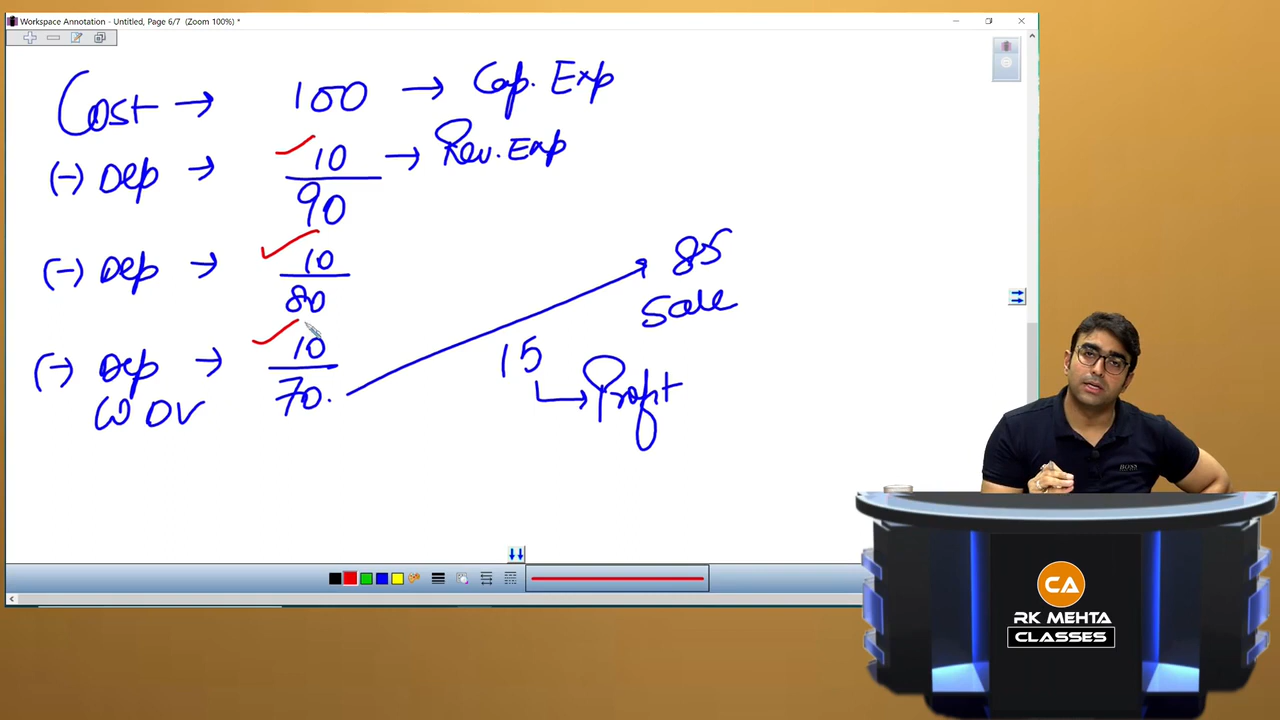 Workspace Annotation - Untitled, Page 6/7 (Zoom 100%) *
Cost → 100 → Cap. Exp
(-) Dep → 10 → Rev. Exp
90
(-) Dep → 10
80
85
Sale
(-) Dep → 10
WDV 70.
15
Profit
HOSS
CA
RK MEHTA
CLASSES